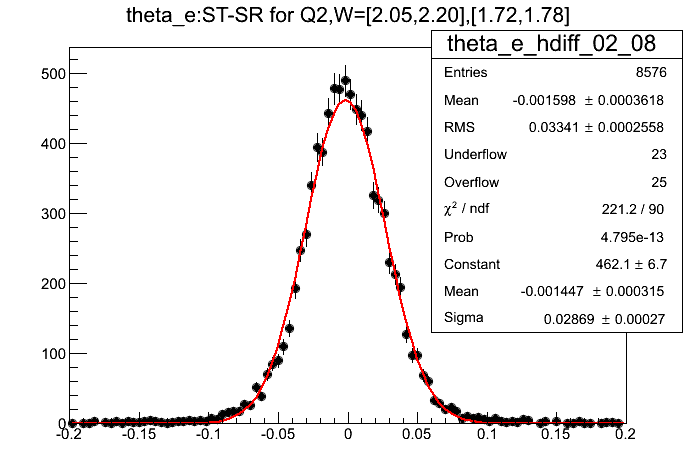 theta_e:ST-SR for Q2,W=[2.05,2.20],[1.72,1.78]
theta_e_hdiff_02_08
Entries 8576
Mean -0.001598 ± 0.0003618
RMS 0.03341 ± 0.0002558
Underflow 23
Overflow 25
χ² / ndf 221.2 / 90
Prob 4.795e-13
Constant 462.1 ± 6.7
Mean -0.001447 ± 0.000315
Sigma 0.02869 ± 0.00027
500
400
300
200
100
0
-0.2 -0.15 -0.1 -0.05 0 0.05 0.1 0.15 0.2